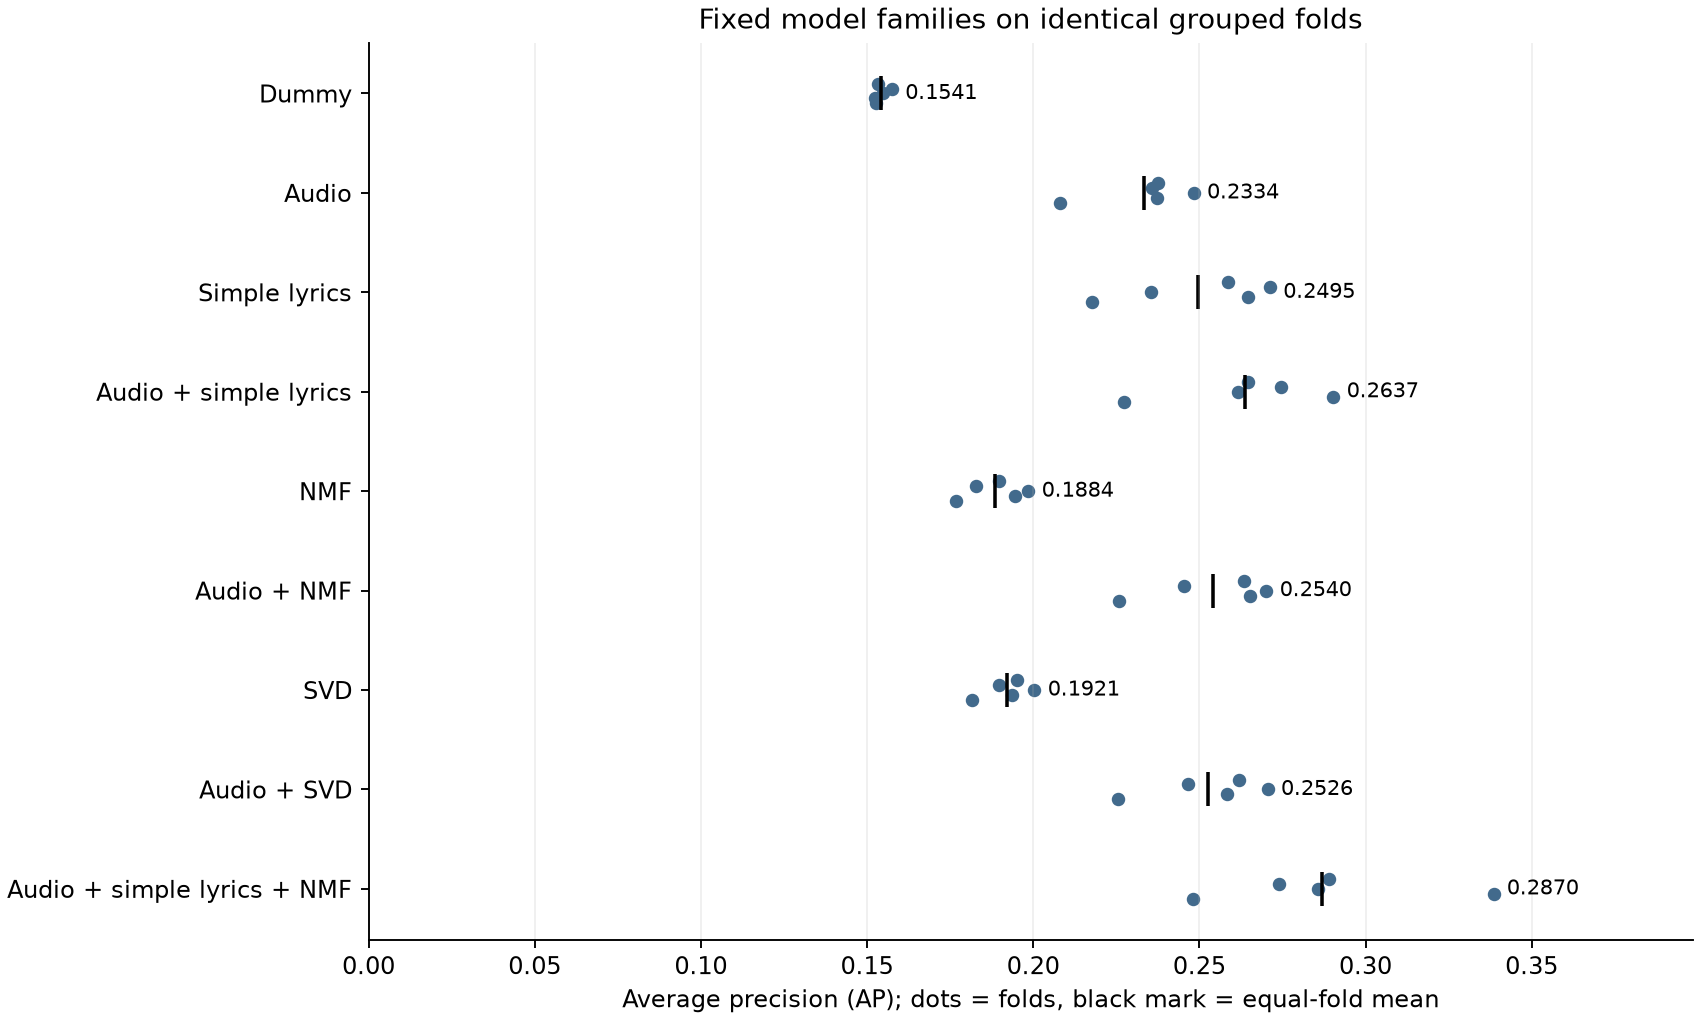 Fixed model families on identical grouped folds
Dummy 0.1541
Audio 0.2334
Simple lyrics 0.2495
Audio + simple lyrics 0.2637
NMF 0.1884
Audio + NMF 0.2540
SVD 0.1921
Audio + SVD 0.2526
Audio + simple lyrics + NMF 0.2870
0.00 0.05 0.10 0.15 0.20 0.25 0.30 0.35
Average precision (AP); dots = folds, black mark = equal-fold mean